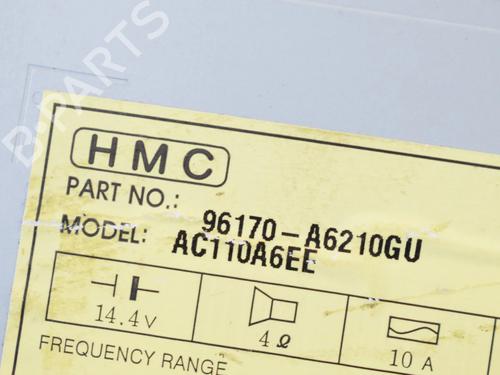 B-PARTS
HMC
PART NO.: 96170-A6210GU
MODEL: AC110A6EE
14.4V 4Ω 10 A
FREQUENCY RANGE